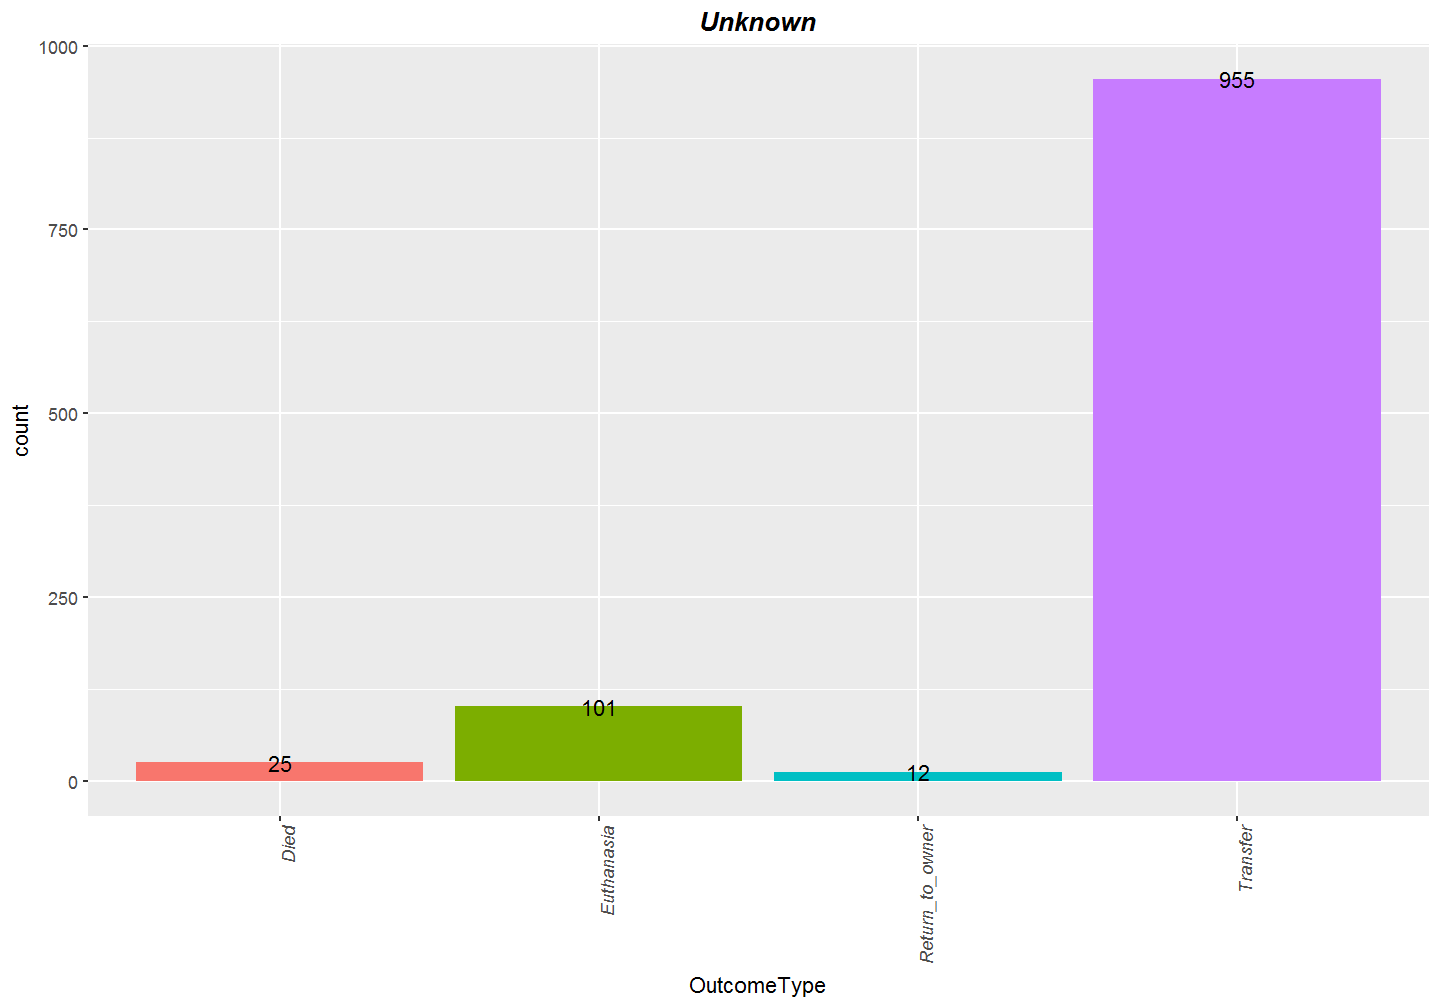 Unknown
1000
750
500
250
0
count
955
101
25
12
Died
Euthanasia
Return_to_owner
Transfer
OutcomeType